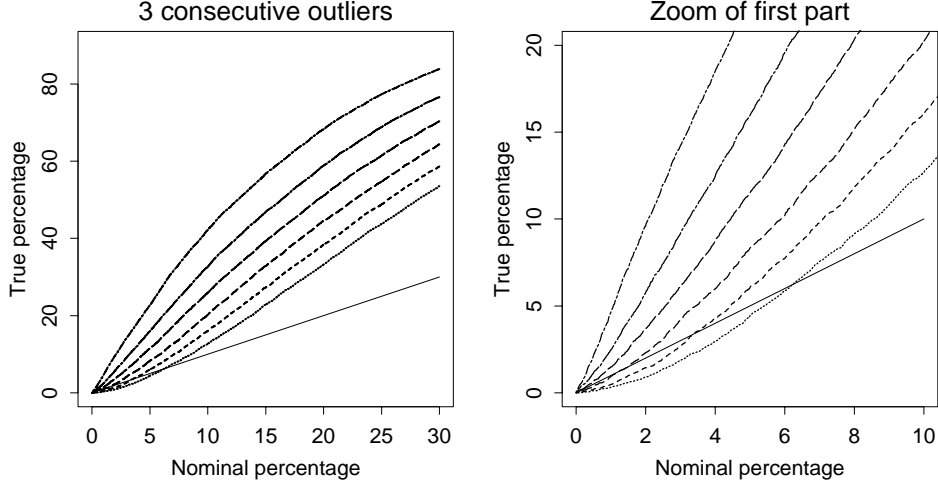 3 consecutive outliers
True percentage
80
60
40
20
0
0 5 10 15 20 25 30
Nominal percentage
Zoom of first part
True percentage
20
15
10
5
0
0 2 4 6 8 10
Nominal percentage